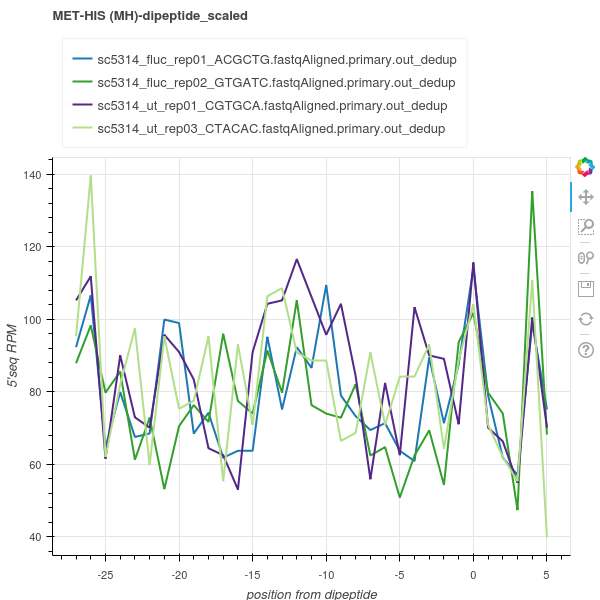 MET-HIS (MH)-dipeptide_scaled
sc5314_fluc_rep01_ACGCTG.fastqAligned.primary.out_dedup
sc5314_fluc_rep02_GTGATC.fastqAligned.primary.out_dedup
sc5314_ut_rep01_CGTGCA.fastqAligned.primary.out_dedup
sc5314_ut_rep03_CTACAC.fastqAligned.primary.out_dedup
140
120
100
80
60
40
5'seq RPM
-25 -20 -15 -10 -5 0 5
position from dipeptide